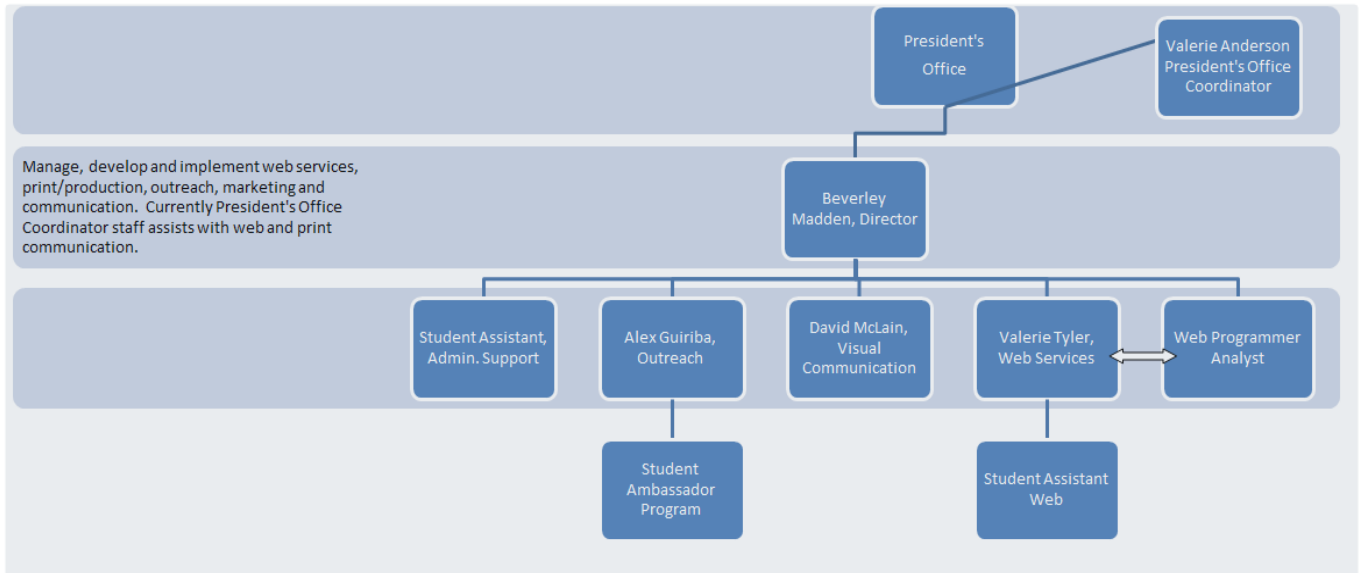 President's
Office
Valerie Anderson
President's Office
Coordinator
Manage, develop and implement web services,
print/production, outreach, marketing and
communication. Currently President's Office
Coordinator staff assists with web and print
communication.
Beverley
Madden, Director
Student Assistant,
Admin. Support
Alex Guiriba,
Outreach
David McLain,
Visual
Communication
Valerie Tyler,
Web Services
Web Programmer
Analyst
Student
Ambassador
Program
Student Assistant
Web